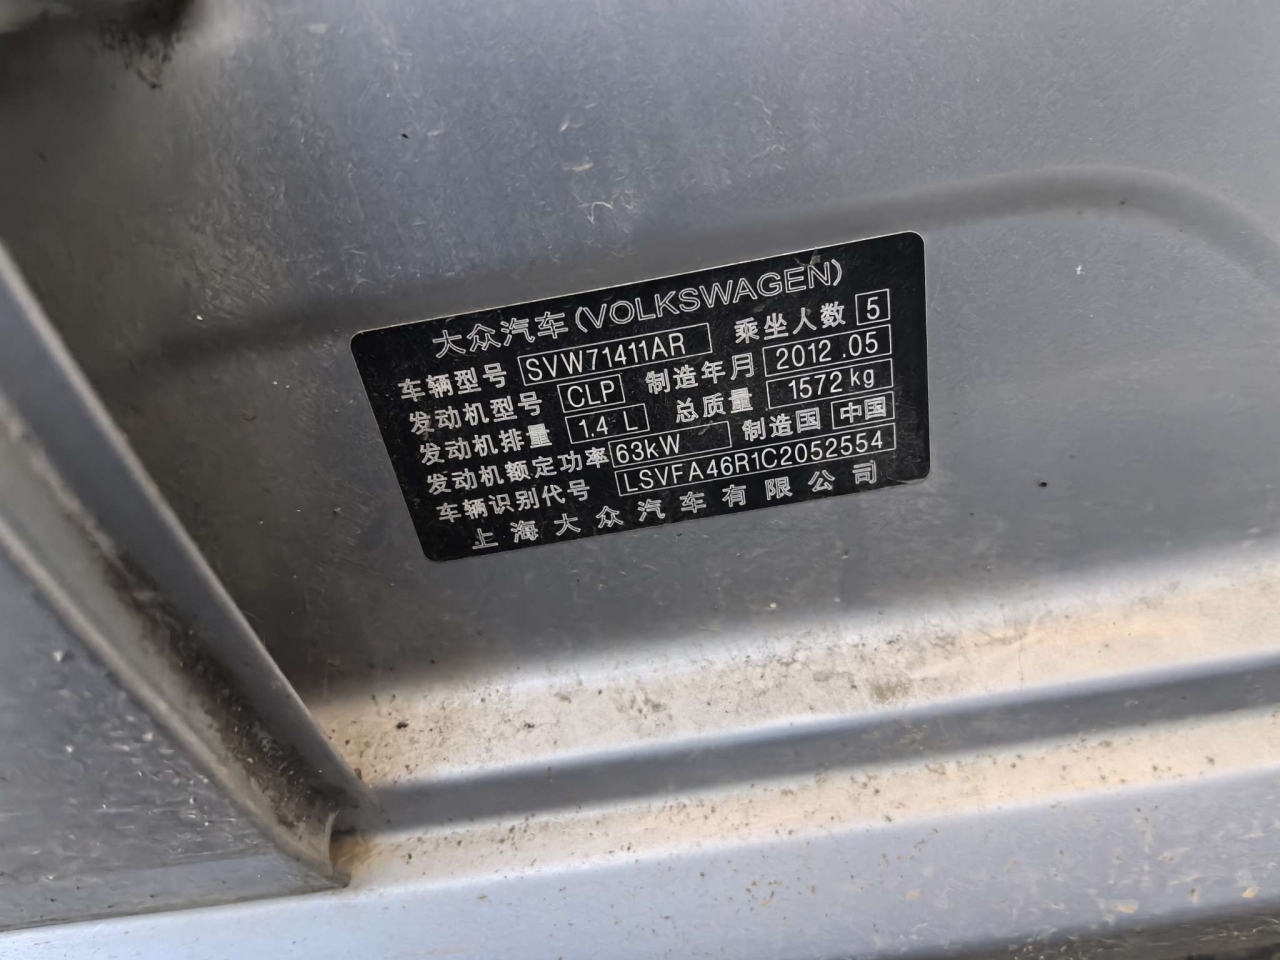 大众汽车(VOLKSWAGEN)
车辆型号 SVW71411AR 乘坐人数 5
发动机型号 CLP 制造年月 2012.05
发动机排量 1.4 L 总质量 1572kg
发动机额定功率 63kW 制造国 中国
车辆识别代号 LSVFA46R1C2052554
上海大众汽车有限公司